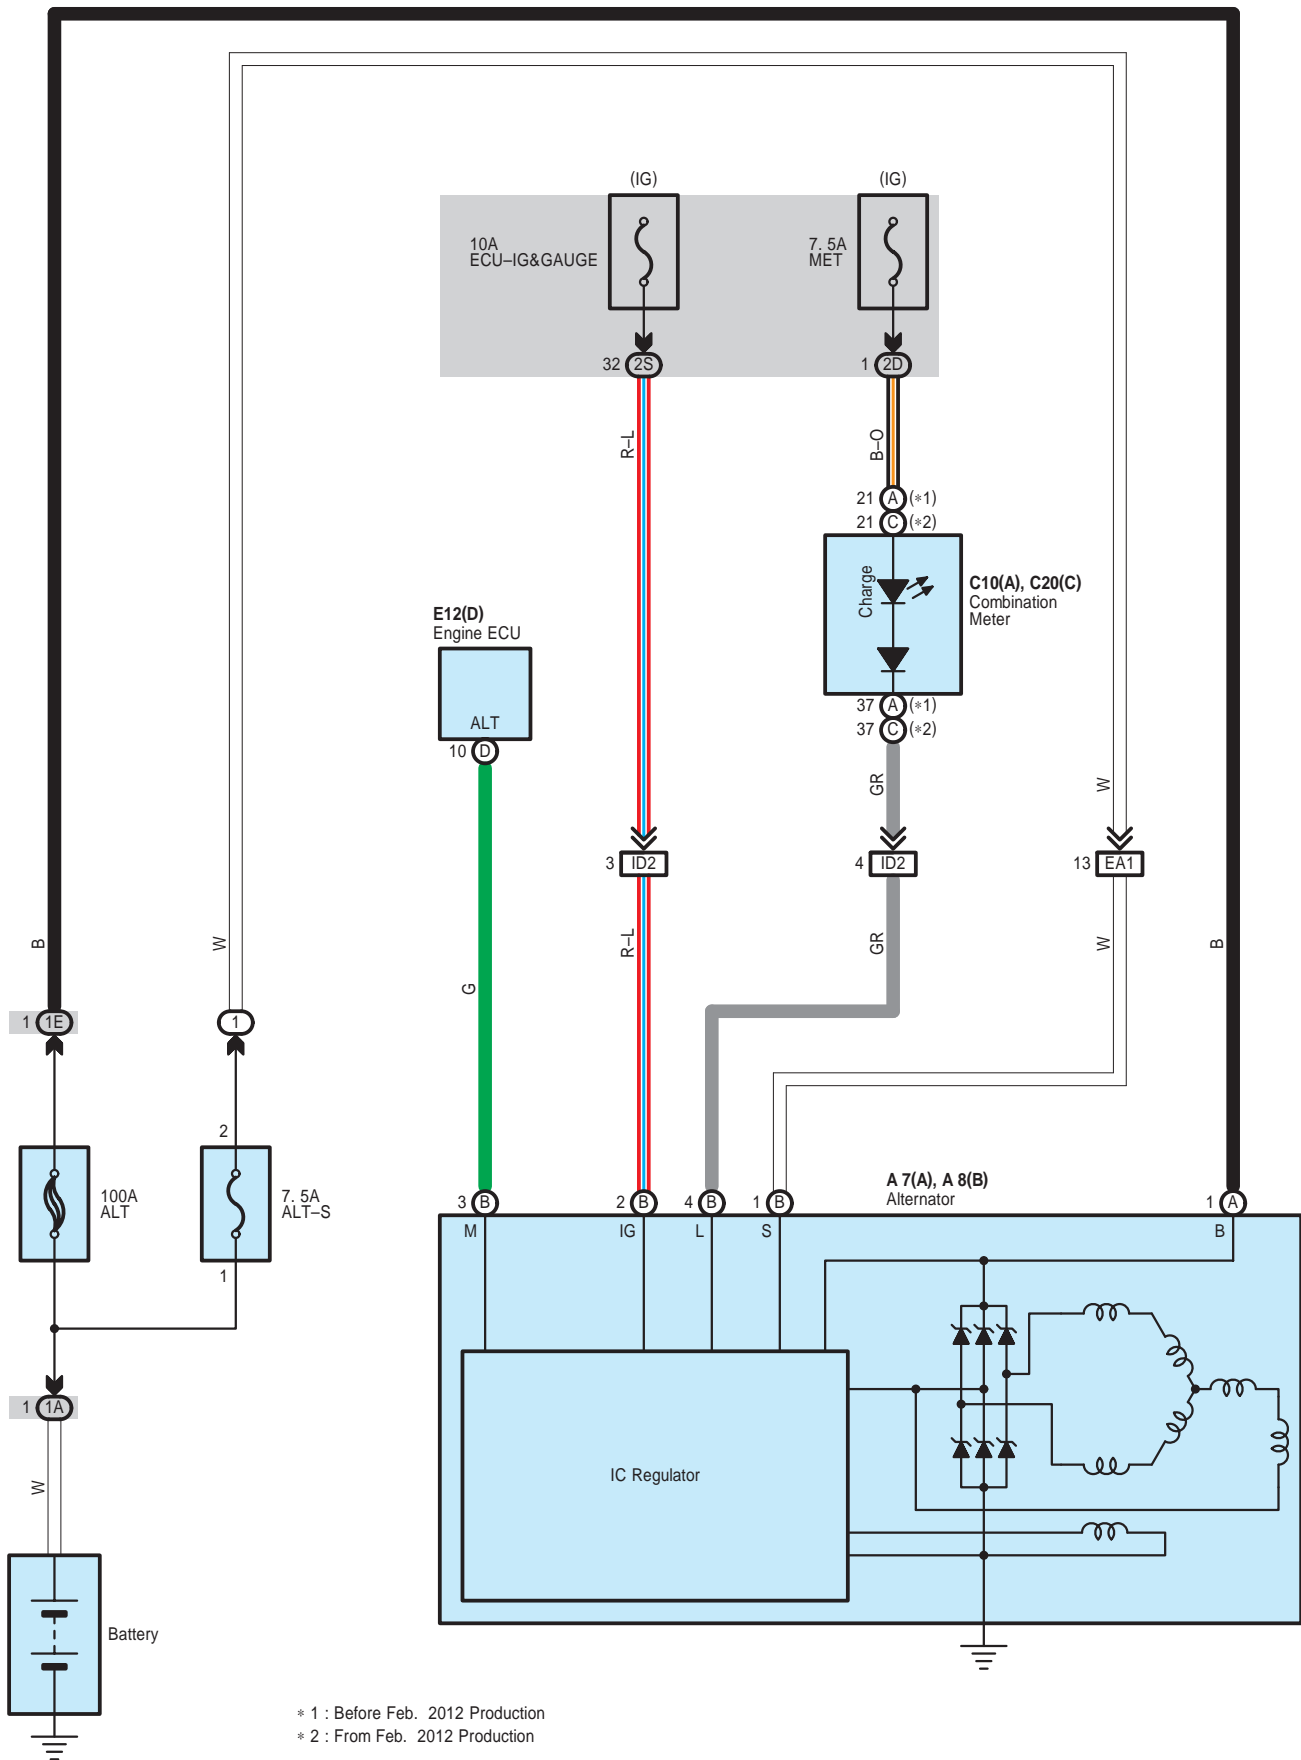 (IG)
(IG)
10A
ECU–IG&GAUGE
7. 5A
MET
32 2S
1 2D
R–L
B–O
21 A (∗1)
21 C (∗2)
Charge
C10(A), C20(C)
Combination
Meter
E12(D)
Engine ECU
ALT
10 D
37 A (∗1)
37 C (∗2)
GR
W
3 ID2
4 ID2
13 EA1
B
W
R–L
GR
W
B
G
1 1E
1
2
100A
ALT
7. 5A
ALT–S
1
A 7(A), A 8(B)
Alternator
3 B
2 B
4 B
1 B
1 A
M
IG
L
S
B
1 1A
W
IC Regulator
Battery
∗ 1 : Before Feb. 2012 Production
∗ 2 : From Feb. 2012 Production